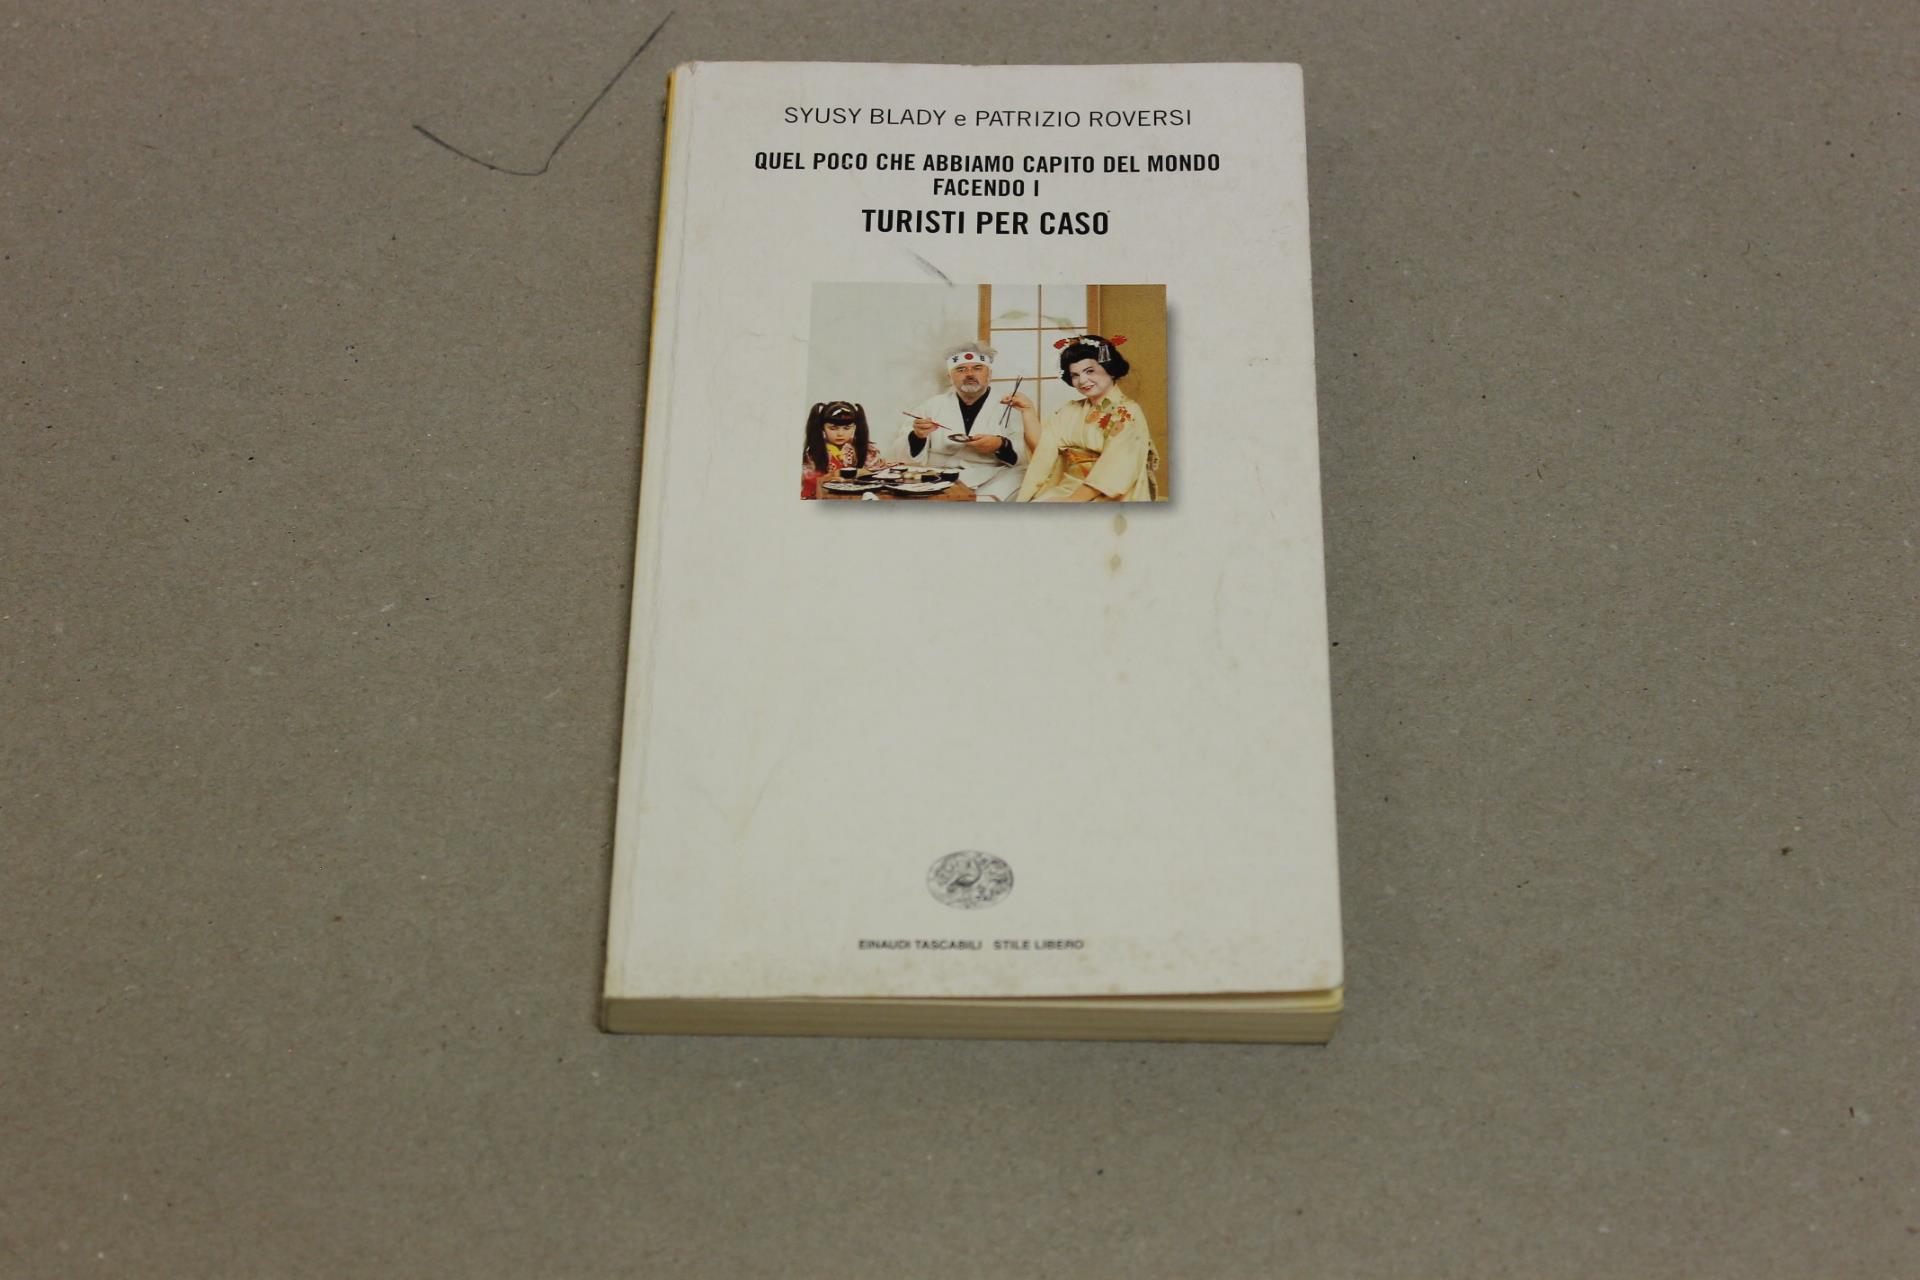 SYUSY BLADY e PATRIZIO ROVERSI
QUEL POCO CHE ABBIAMO CAPITO DEL MONDO
FACENDO I
TURISTI PER CASO
EINAUDI TASCABILI STILE LIBERO